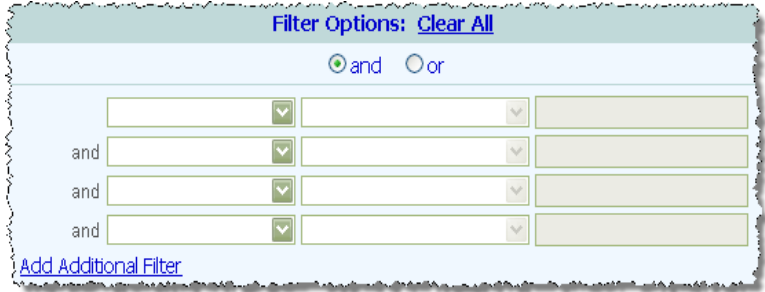 Filter Options: Clear All
and or
and
and
and
Add Additional Filter